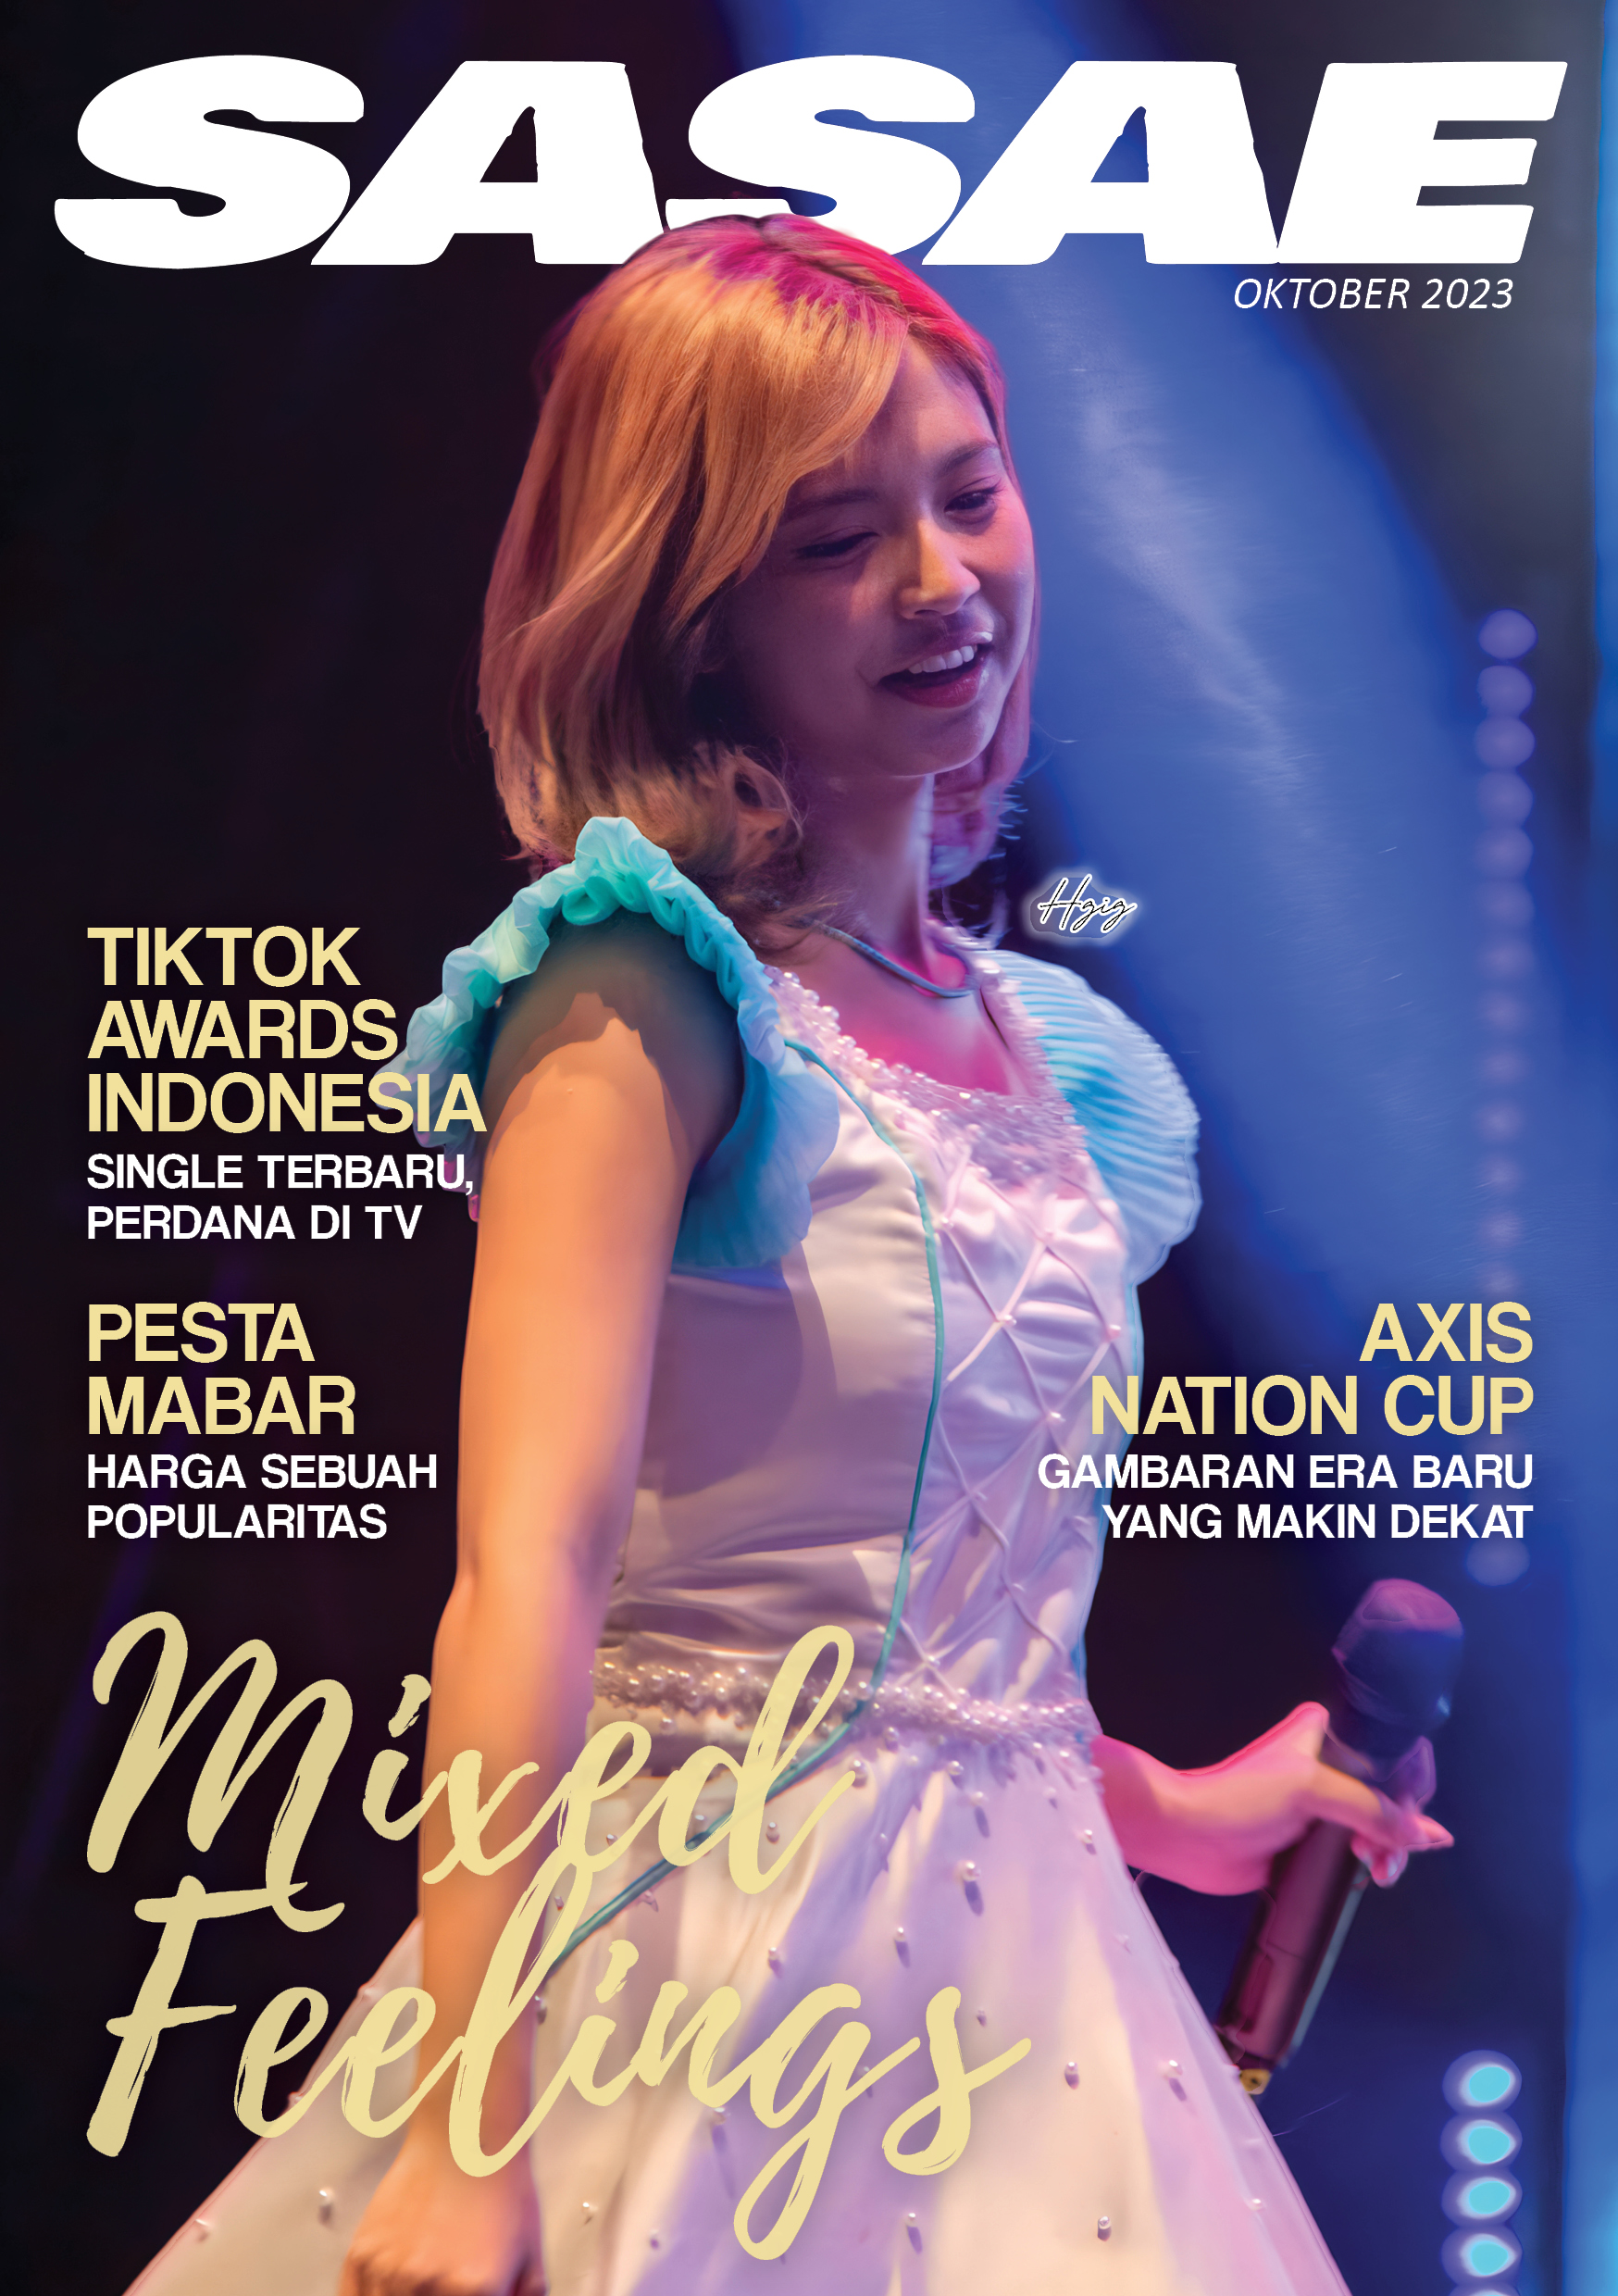 SASAE
OKTOBER 2023
Hgig
TIKTOK
AWARDS
INDONESIA
SINGLE TERBARU,
PERDANA DI TV
PESTA
MABAR
HARGA SEBUAH
POPULARITAS
AXIS
NATION CUP
GAMBARAN ERA BARU
YANG MAKIN DEKAT
Mixed
Feelings